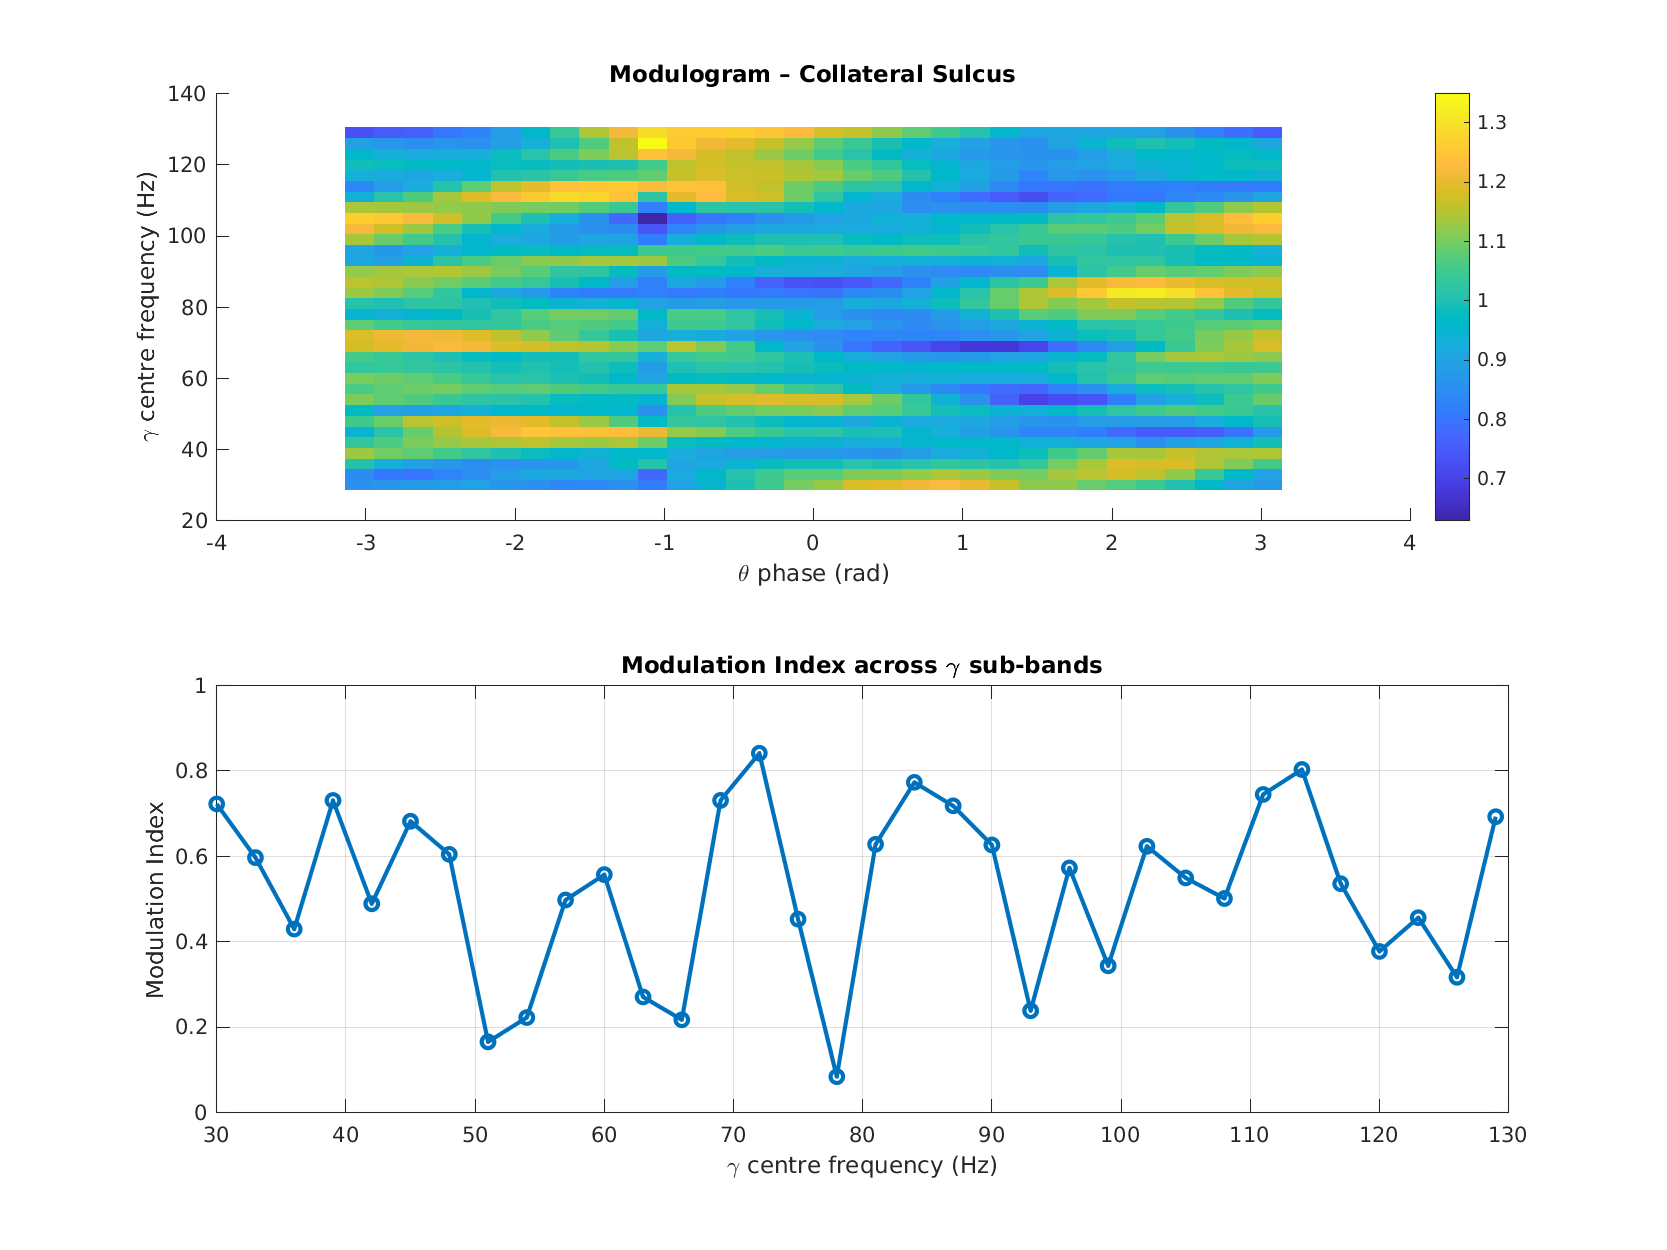 Modulogram – Collateral Sulcus
γ centre frequency (Hz)
140
120
100
80
60
40
20
-4 -3 -2 -1 0 1 2 3 4
θ phase (rad)
1.3
1.2
1.1
1
0.9
0.8
0.7
Modulation Index across γ sub-bands
Modulation Index
1
0.8
0.6
0.4
0.2
0
30 40 50 60 70 80 90 100 110 120 130
γ centre frequency (Hz)